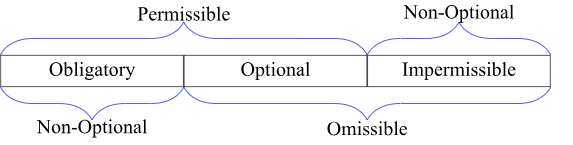 Permissible Non-Optional
Obligatory Optional Impermissible
Non-Optional Omissible